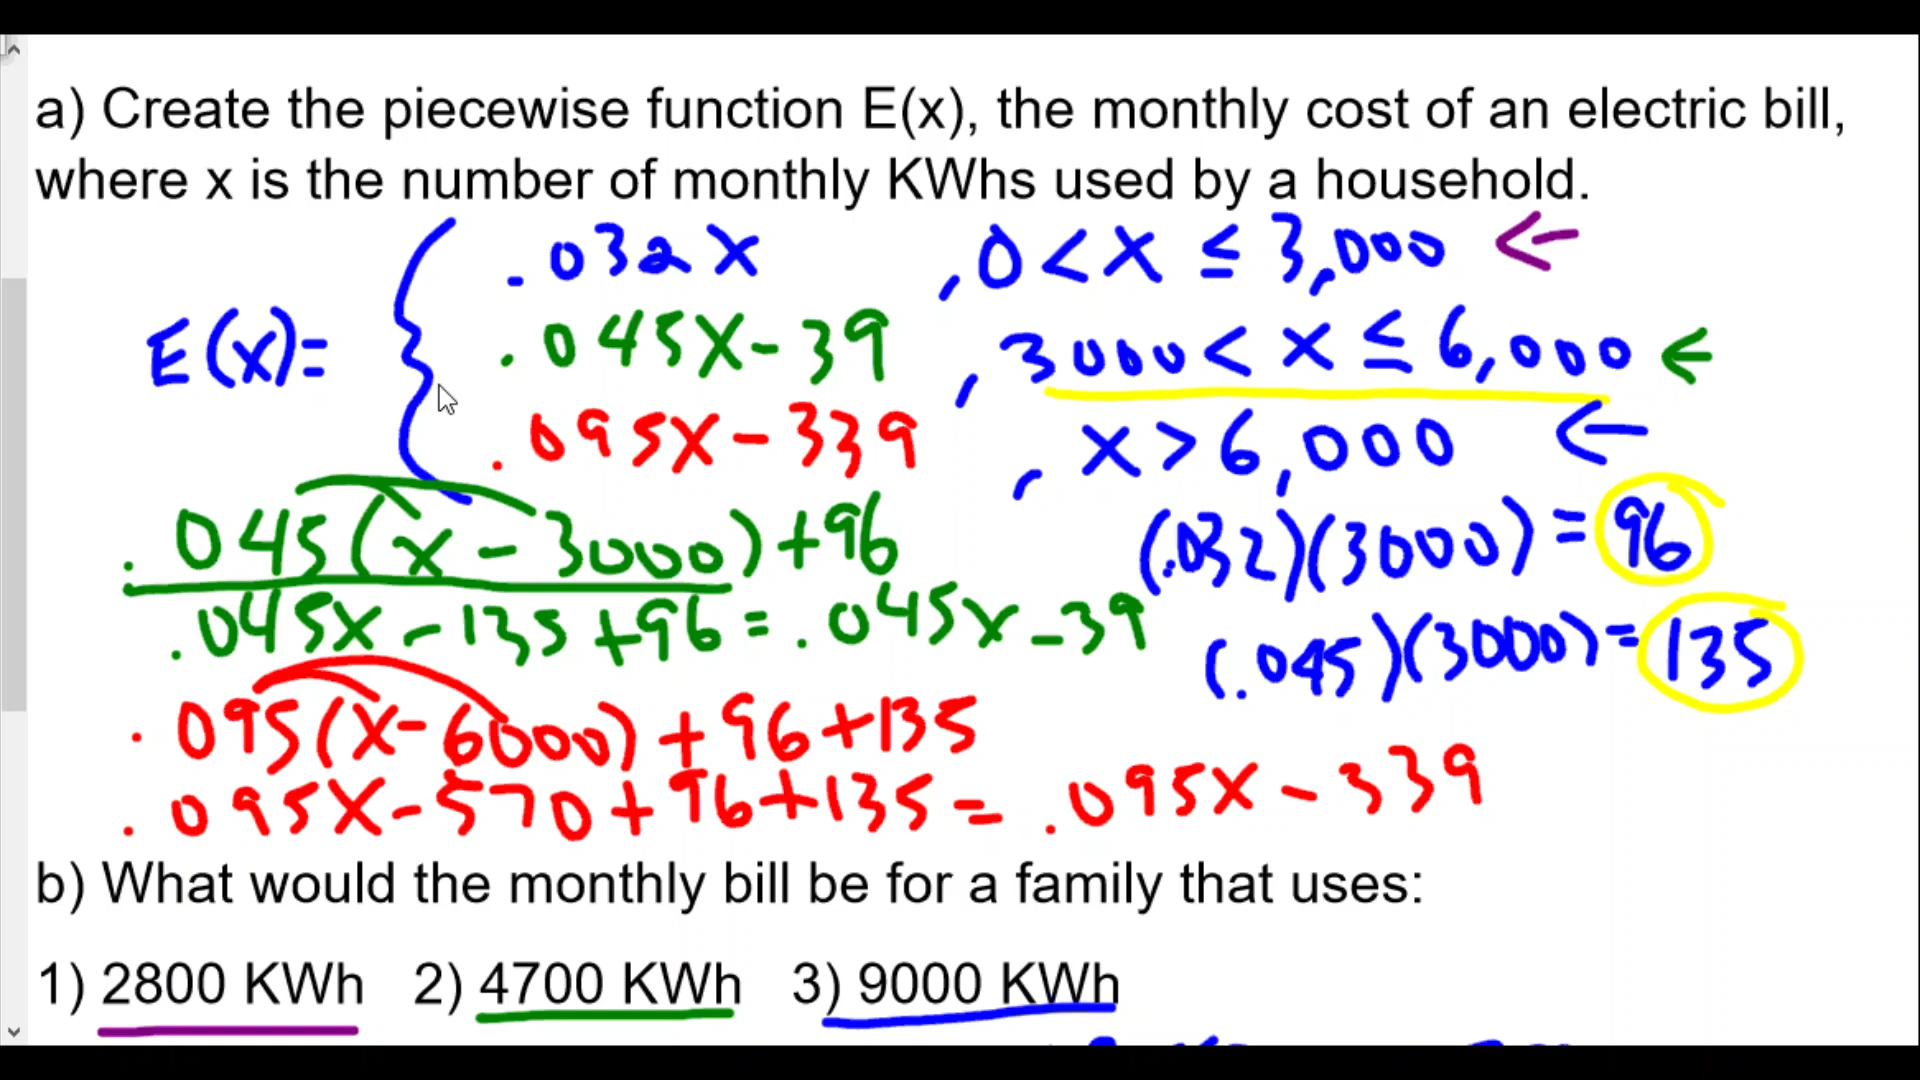 a) Create the piecewise function E(x), the monthly cost of an electric bill,
where x is the number of monthly KWhs used by a household.
E(x)= { .032x , 0 < x ≤ 3,000 ←
.045x - 39 , 3000 < x ≤ 6,000 ←
.095x - 339 , x > 6,000 ←
.045(x - 3000) + 96
(.032)(3000) = 96
.045x - 135 + 96 = .045x - 39
(.045)(3000) = 135
.095(x - 6000) + 96 + 135
.095x - 570 + 96 + 135 = .095x - 339
b) What would the monthly bill be for a family that uses:
1) 2800 KWh 2) 4700 KWh 3) 9000 KWh